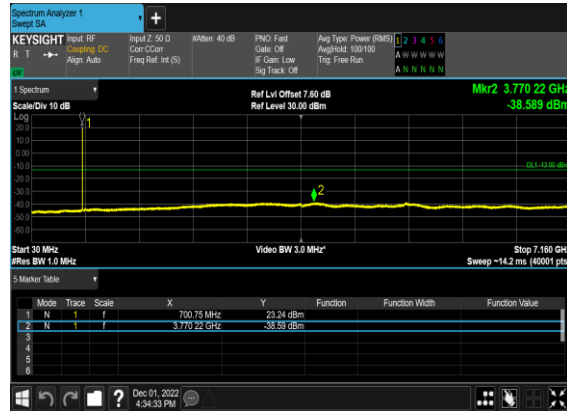 Spectrum Analyzer 1
Swept SA
KEYSIGHT Input: RF Input Z: 50 Ω #Atten: 40 dB PNO: Fast Avg Type: Power (RMS) 1 2 3 4 5 6
R T Coupling: DC Corr CCorr Gate: Off Avg|Hold: 100/100 A W W W W W
Align: Auto Freq Ref: Int (S) IF Gain: Low Trig: Free Run
Sig Track: Off A N N N N N
1 Spectrum Ref Lvl Offset 7.60 dB Mkr2 3.770 22 GHz
Scale/Div 10 dB Ref Level 30.00 dBm -38.589 dBm
Log
20.0
1
10.0
0.00
-10.0
DL1 -13.00 dBm
-20.0
-30.0
2
-40.0
-50.0
-60.0
Start 30 MHz Video BW 3.0 MHz* Stop 7.160 GHz
#Res BW 1.0 MHz Sweep ~14.2 ms (40001 pts)
5 Marker Table
Mode Trace Scale X Y Function Function Width Function Value
1 N 1 f 700.75 MHz 23.24 dBm
2 N 1 f 3.770 22 GHz -38.59 dBm
3
4
5
6
? Dec 01, 2022
4:34:33 PM